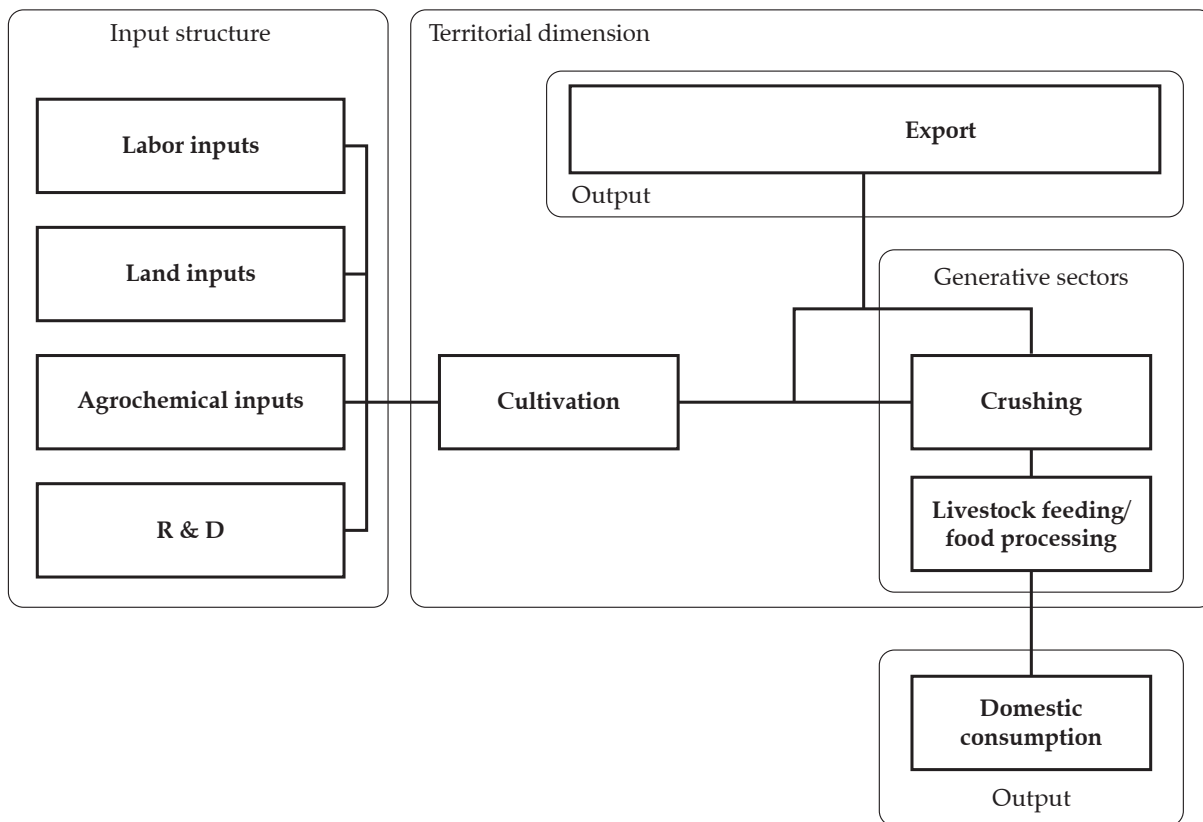 Input structure
Labor inputs
Land inputs
Agrochemical inputs
R & D
Territorial dimension
Export
Output
Generative sectors
Cultivation
Crushing
Livestock feeding/
food processing
Domestic
consumption
Output